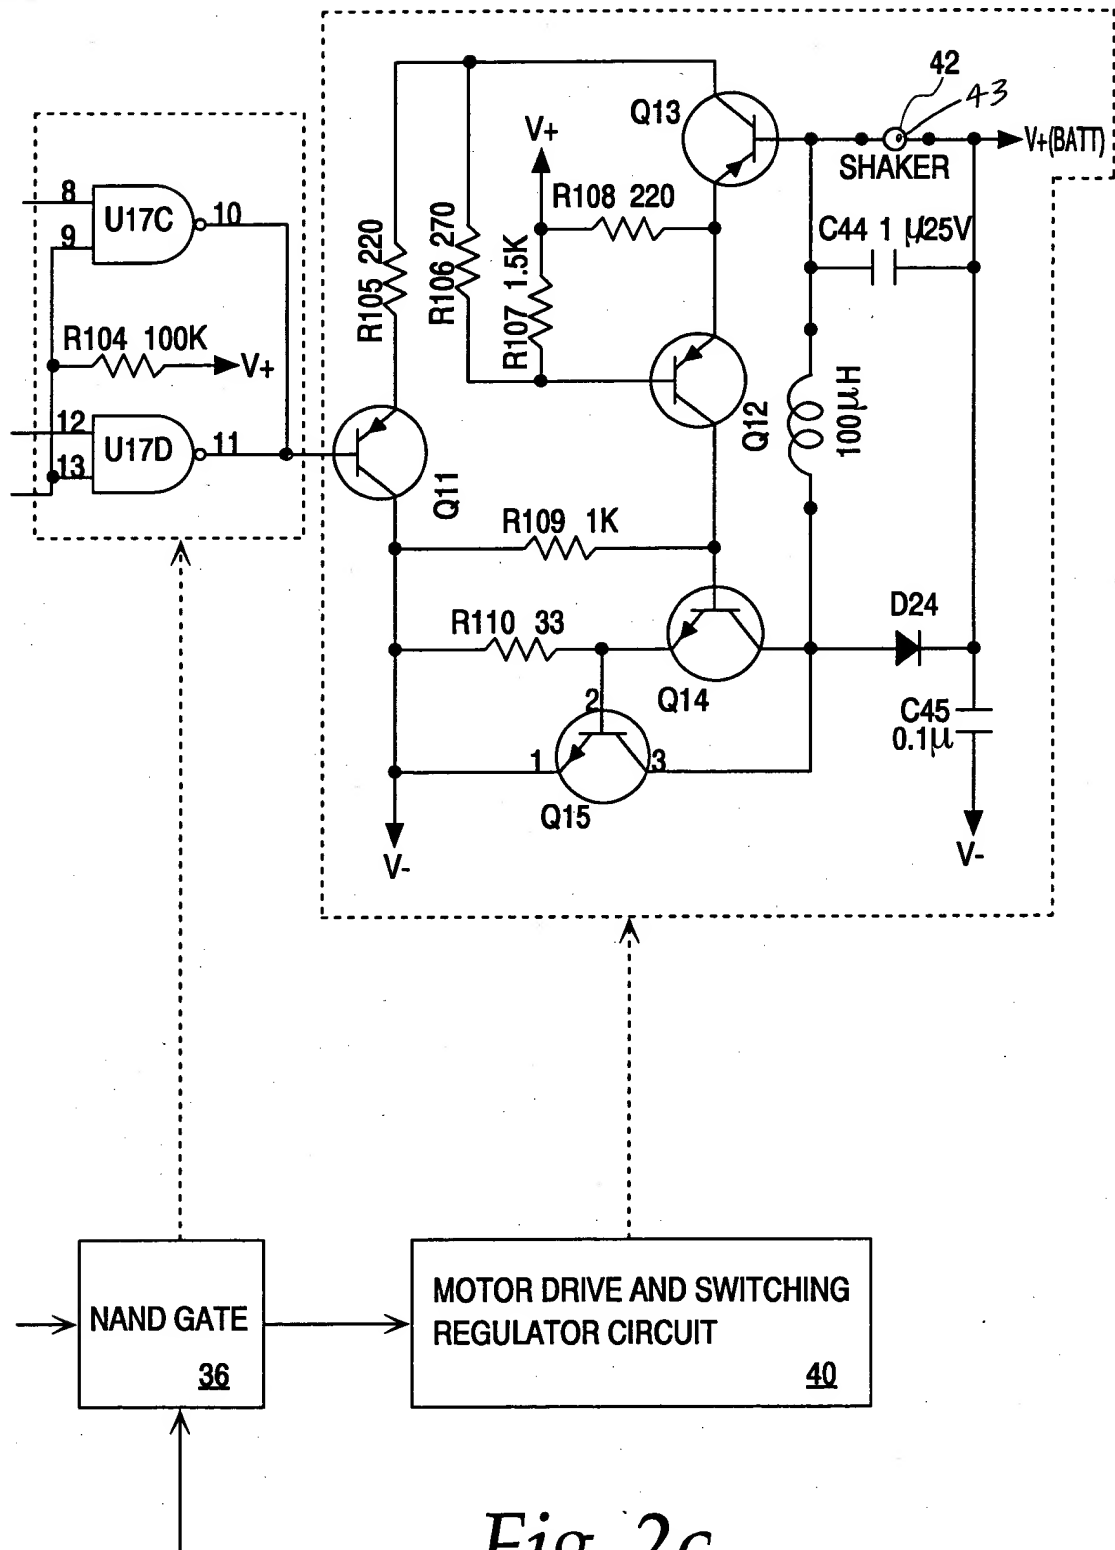 42
43
Q13
V+
V+(BATT)
SHAKER
8
U17C
10
9
R108 220
R105 220
R106 270
R107 1.5K
C44 1 µ/25V
R104 100K
V+
12
U17D
11
13
Q11
Q12
100µH
R109 1K
D24
R110 33
Q14
2
C45
0.1µ
1
3
Q15
V-
V-
NAND GATE
36
MOTOR DRIVE AND SWITCHING
REGULATOR CIRCUIT
40
Fig. 2c